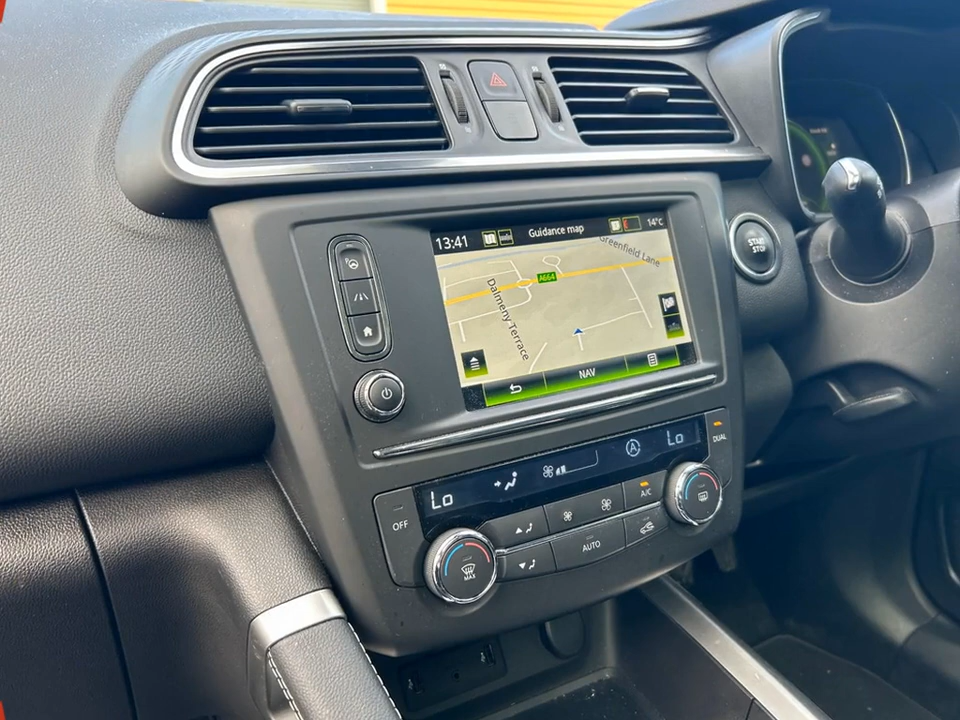 START
STOP
13:41 Guidance map 14°C
Greenfield Lane
A664
Dalmeny Terrace
NAV
Lo A Lo
DUAL
OFF
A/C
AUTO
MAX